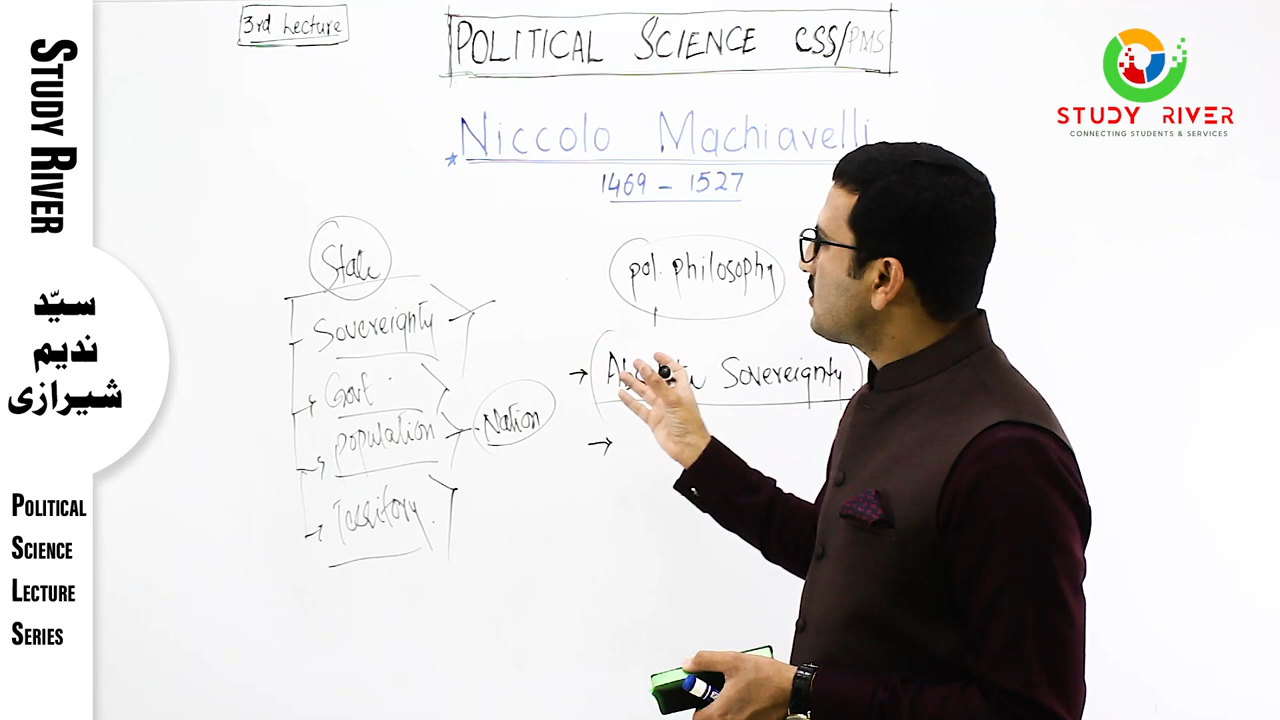 STUDY RIVER
سیّد
ندیم
شیرازی
POLITICAL
SCIENCE
LECTURE
SERIES
3rd Lecture
POLITICAL SCIENCE CSS/PMS
Niccolo Machiavelli
1469 - 1527
State
Sovereignty
Govt.
population
Territory.
Nation
pol. philosophy
Sovereignty.
STUDY RIVER
CONNECTING STUDENTS & SERVICES